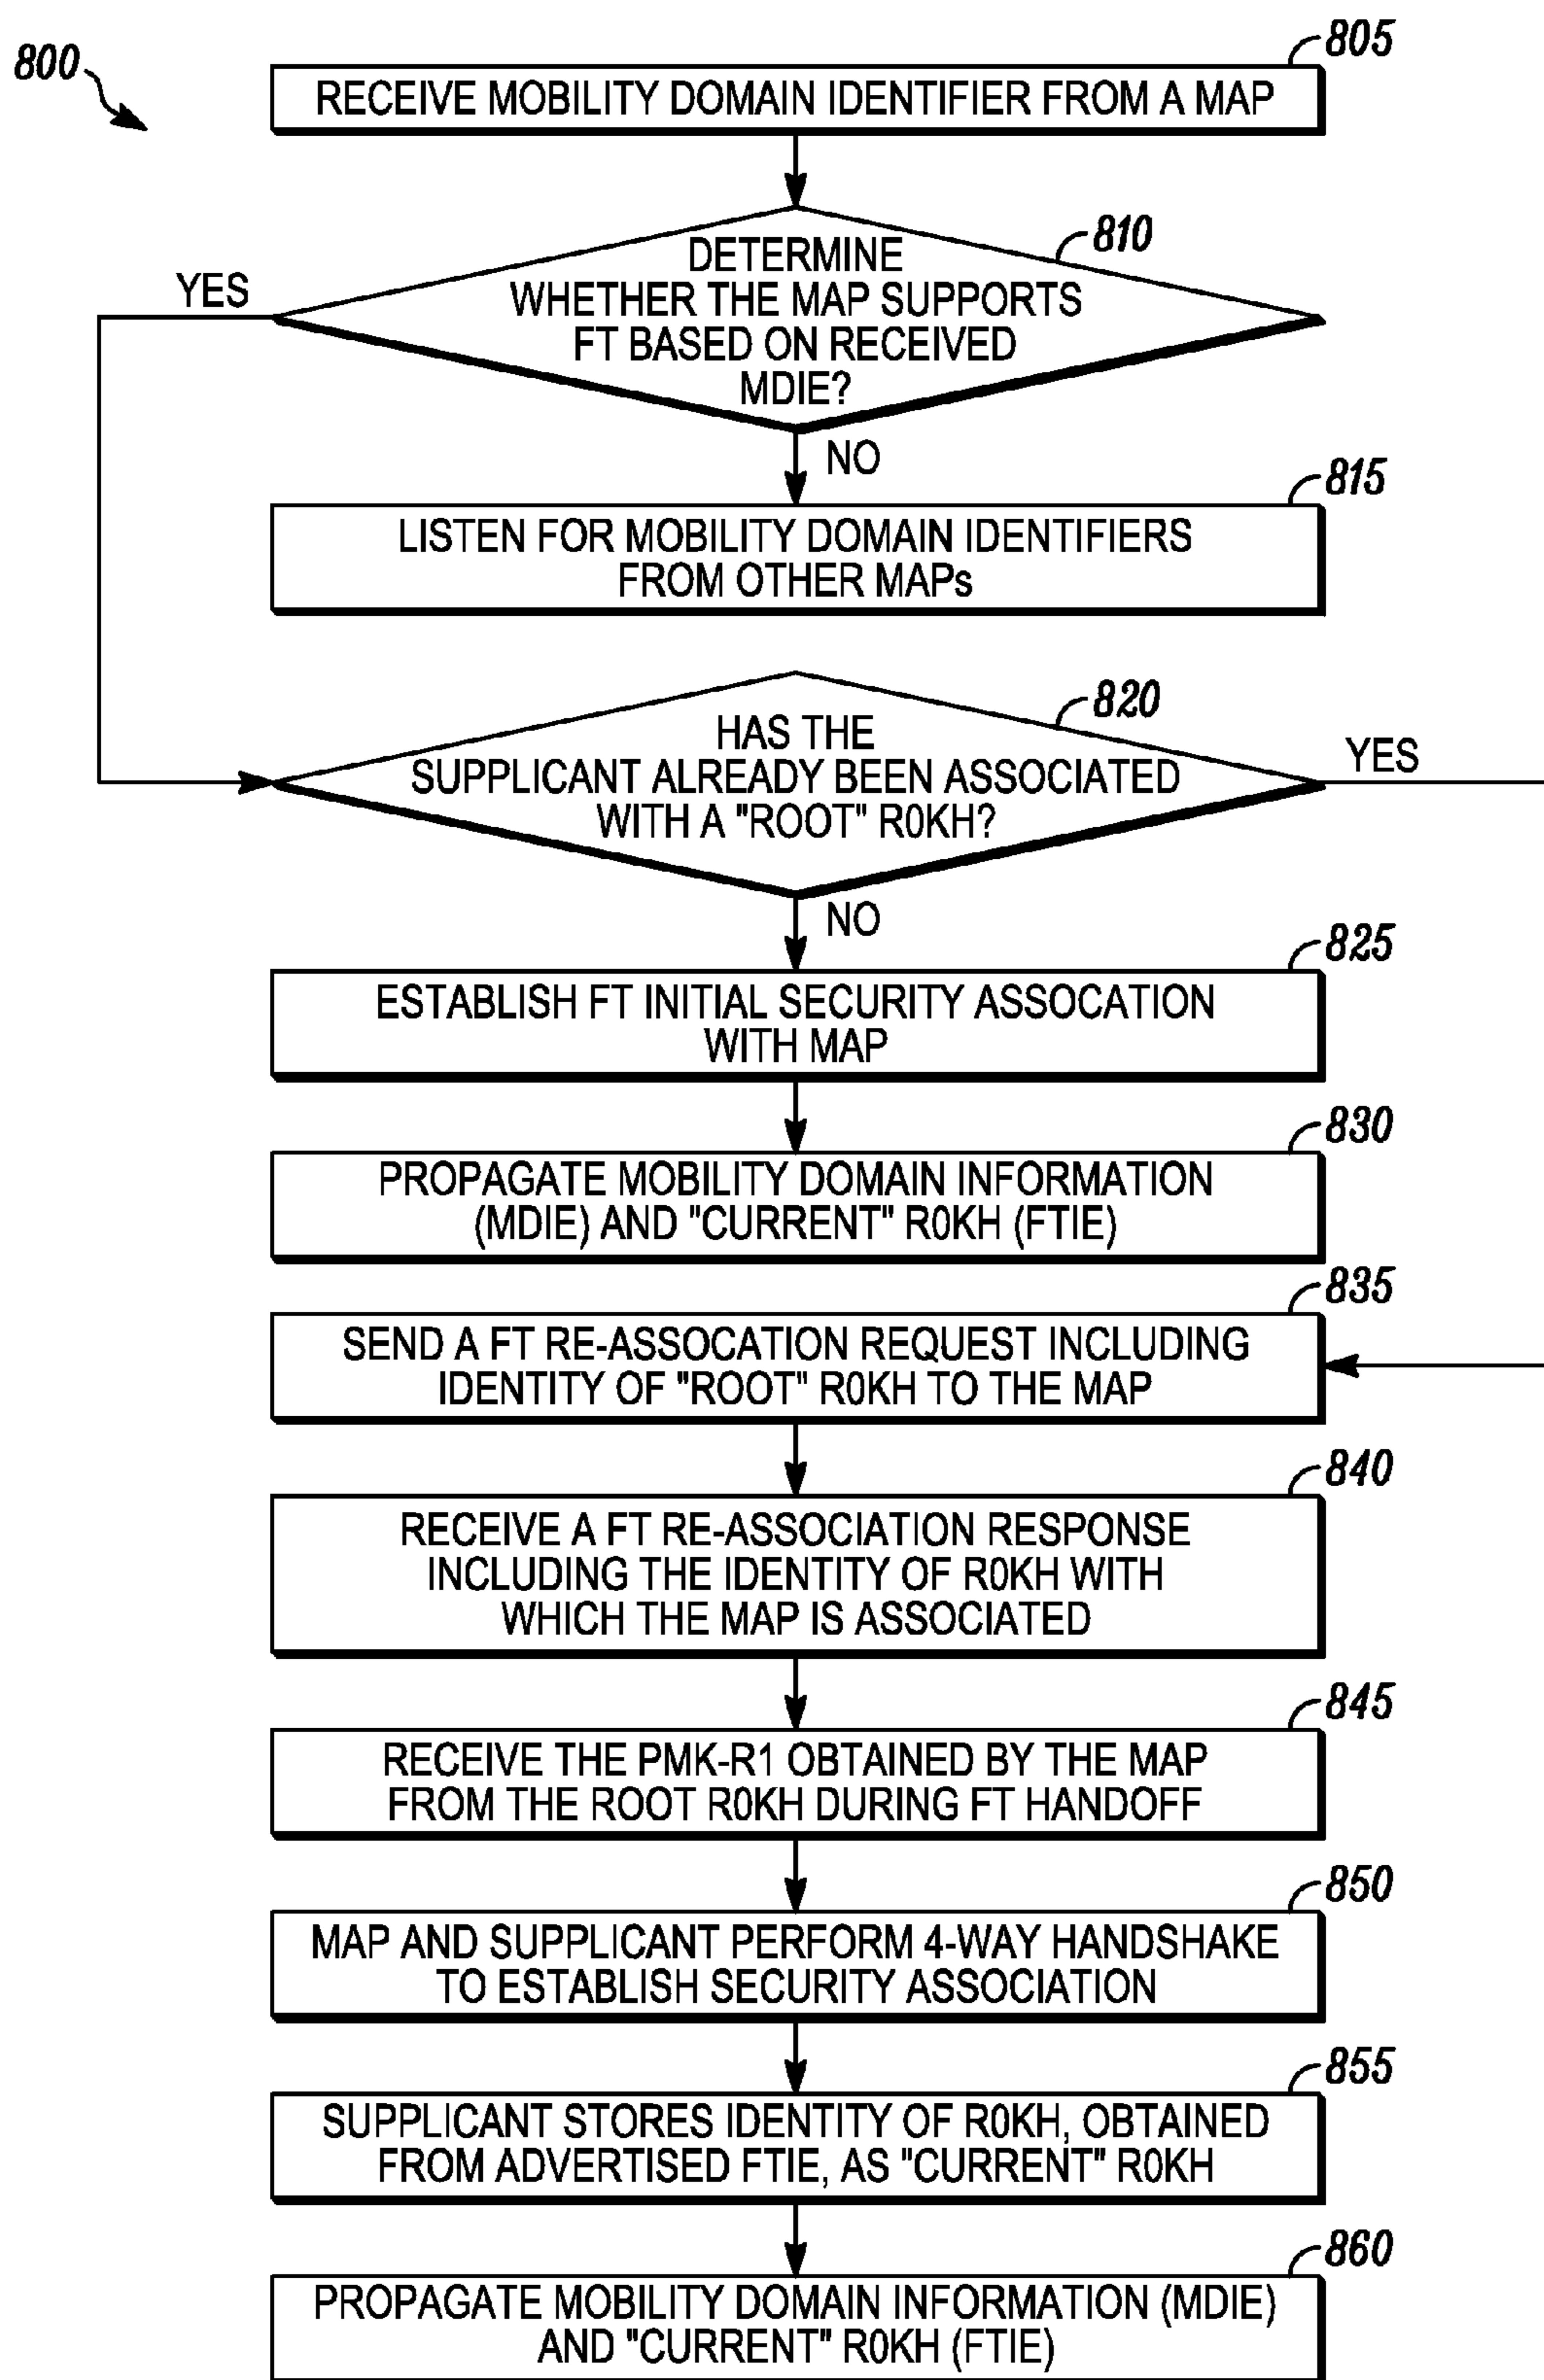 800
805
RECEIVE MOBILITY DOMAIN IDENTIFIER FROM A MAP
810
DETERMINE
WHETHER THE MAP SUPPORTS
FT BASED ON RECEIVED
MDIE?
YES
NO
815
LISTEN FOR MOBILITY DOMAIN IDENTIFIERS
FROM OTHER MAPs
820
HAS THE
SUPPLICANT ALREADY BEEN ASSOCIATED
WITH A "ROOT" R0KH?
YES
NO
825
ESTABLISH FT INITIAL SECURITY ASSOCATION
WITH MAP
830
PROPAGATE MOBILITY DOMAIN INFORMATION
(MDIE) AND "CURRENT" R0KH (FTIE)
835
SEND A FT RE-ASSOCATION REQUEST INCLUDING
IDENTITY OF "ROOT" R0KH TO THE MAP
840
RECEIVE A FT RE-ASSOCIATION RESPONSE
INCLUDING THE IDENTITY OF R0KH WITH
WHICH THE MAP IS ASSOCIATED
845
RECEIVE THE PMK-R1 OBTAINED BY THE MAP
FROM THE ROOT R0KH DURING FT HANDOFF
850
MAP AND SUPPLICANT PERFORM 4-WAY HANDSHAKE
TO ESTABLISH SECURITY ASSOCIATION
855
SUPPLICANT STORES IDENTITY OF R0KH, OBTAINED
FROM ADVERTISED FTIE, AS "CURRENT" R0KH
860
PROPAGATE MOBILITY DOMAIN INFORMATION (MDIE)
AND "CURRENT" R0KH (FTIE)